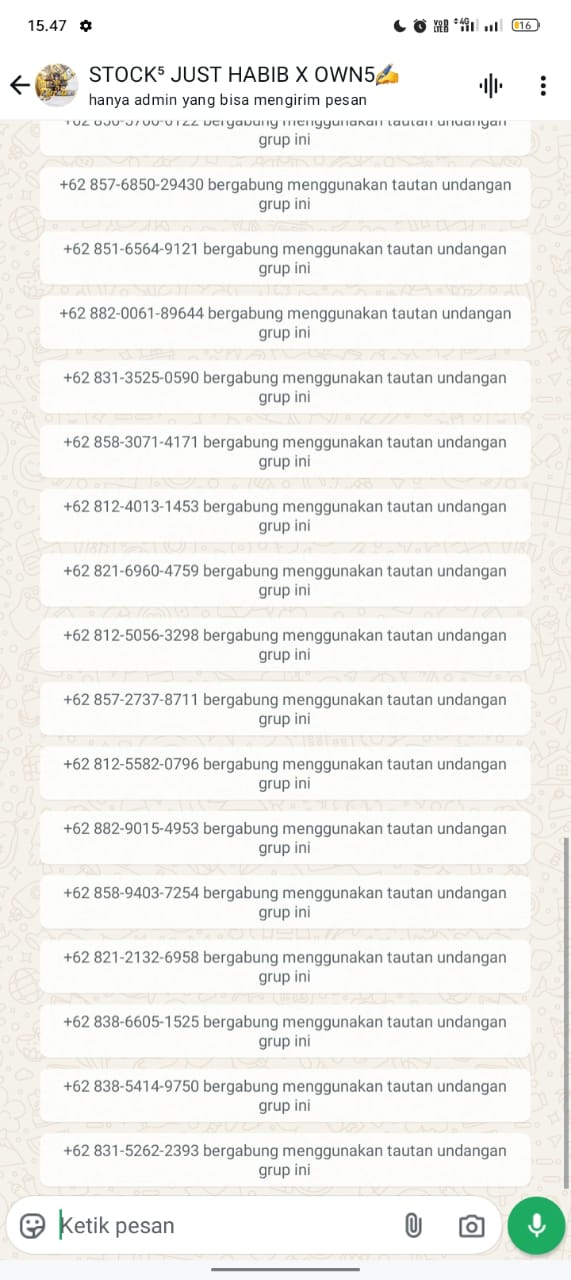 15.47
16
STOCK⁵ JUST HABIB X OWN5✍️
hanya admin yang bisa mengirim pesan
bergabung menggunakan tautan undangan
grup ini
+62 857-6850-29430 bergabung menggunakan tautan undangan
grup ini
+62 851-6564-9121 bergabung menggunakan tautan undangan
grup ini
+62 882-0061-89644 bergabung menggunakan tautan undangan
grup ini
+62 831-3525-0590 bergabung menggunakan tautan undangan
grup ini
+62 858-3071-4171 bergabung menggunakan tautan undangan
grup ini
+62 812-4013-1453 bergabung menggunakan tautan undangan
grup ini
+62 821-6960-4759 bergabung menggunakan tautan undangan
grup ini
+62 812-5056-3298 bergabung menggunakan tautan undangan
grup ini
+62 857-2737-8711 bergabung menggunakan tautan undangan
grup ini
+62 812-5582-0796 bergabung menggunakan tautan undangan
grup ini
+62 882-9015-4953 bergabung menggunakan tautan undangan
grup ini
+62 858-9403-7254 bergabung menggunakan tautan undangan
grup ini
+62 821-2132-6958 bergabung menggunakan tautan undangan
grup ini
+62 838-6605-1525 bergabung menggunakan tautan undangan
grup ini
+62 838-5414-9750 bergabung menggunakan tautan undangan
grup ini
+62 831-5262-2393 bergabung menggunakan tautan undangan
grup ini
Ketik pesan